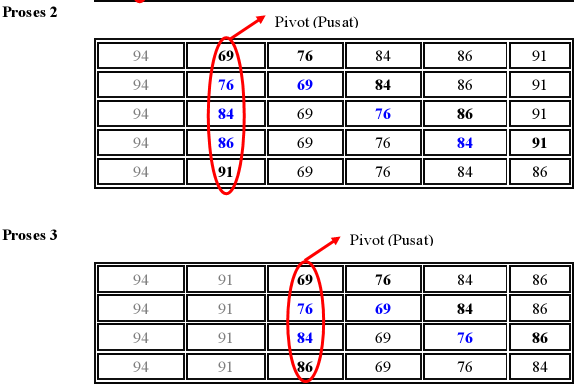 Proses 2
Pivot (Pusat)
94 69 76 84 86 91
94 76 69 84 86 91
94 84 69 76 86 91
94 86 69 76 84 91
94 91 69 76 84 86
Proses 3
Pivot (Pusat)
94 91 69 76 84 86
94 91 76 69 84 86
94 91 84 69 76 86
94 91 86 69 76 84